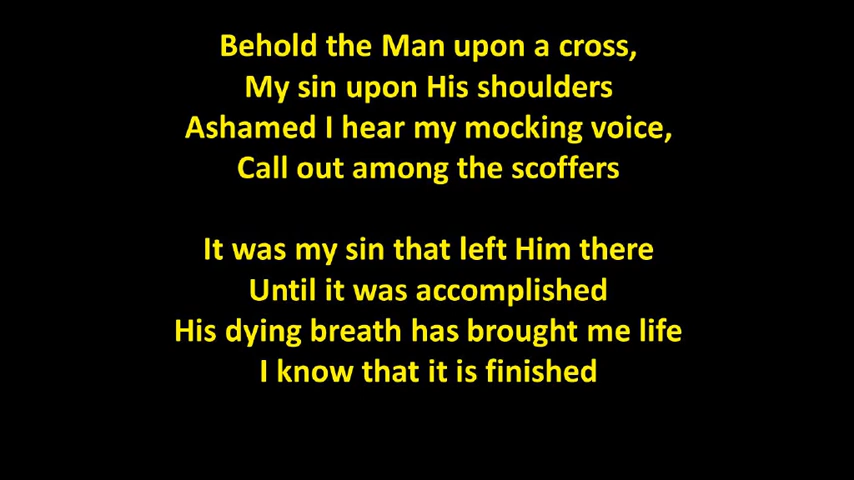 Behold the Man upon a cross,
My sin upon His shoulders
Ashamed I hear my mocking voice,
Call out among the scoffers
It was my sin that left Him there
Until it was accomplished
His dying breath has brought me life
I know that it is finished